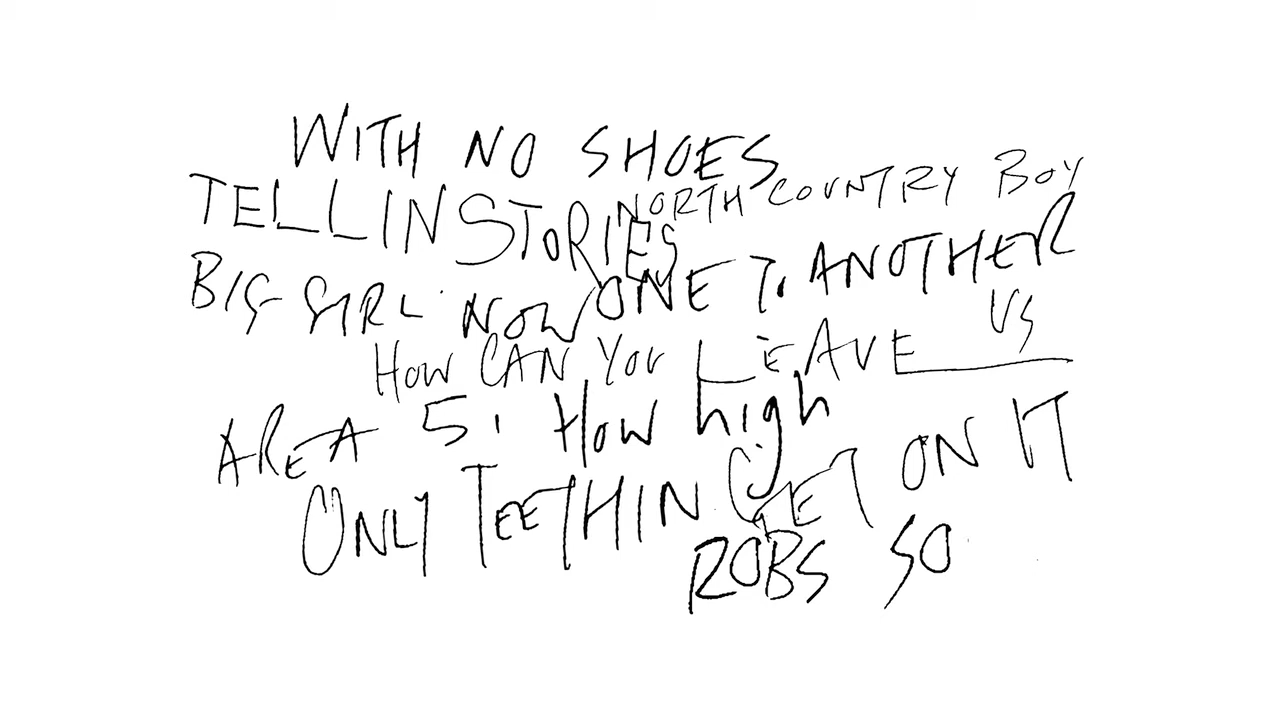 WITH NO SHOES
TELLIN STORIES
NORTH COUNTRY BOY
BIG GIRL NOW
ONE T. ANOTHER
HOW CAN YOU LEAVE US
AREA 51 HOW high
ONLY TEETHIN
GET ON IT
ROBS SO